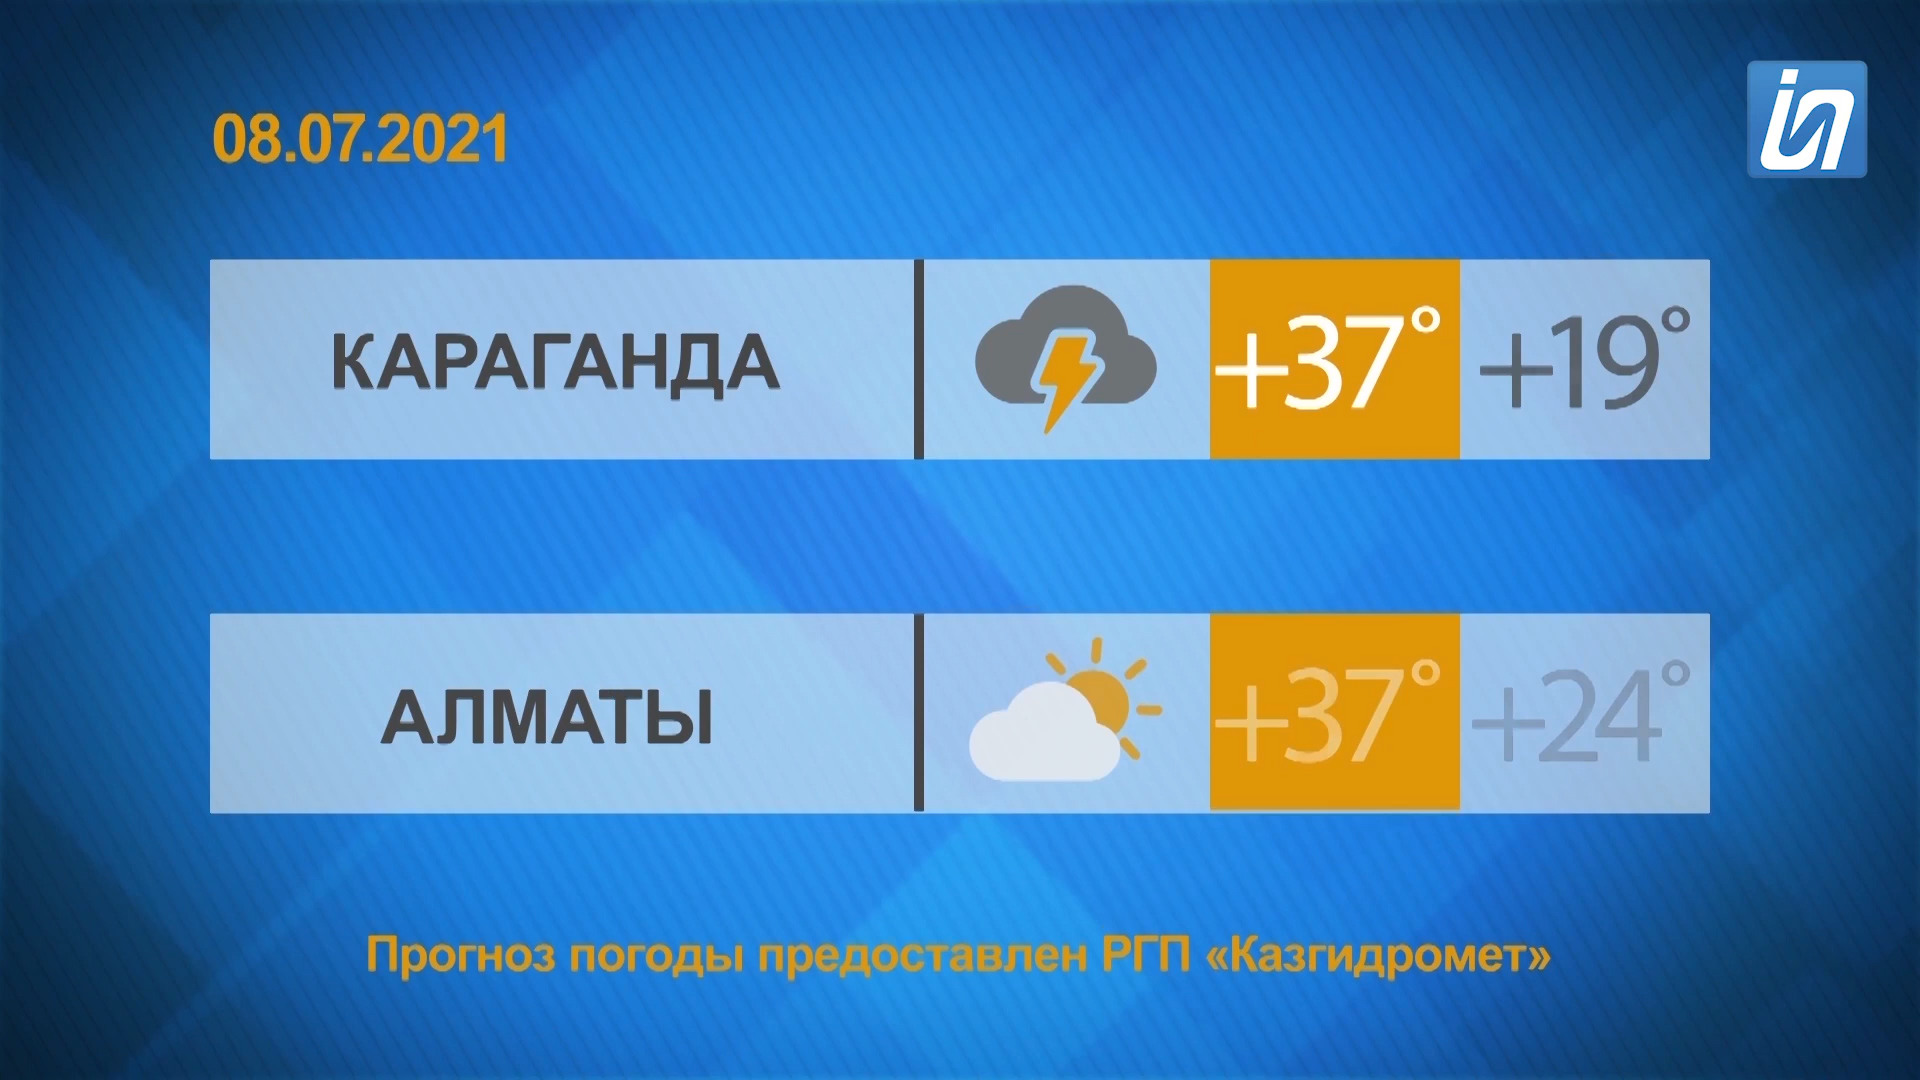 08.07.2021
КАРАГАНДА +37° +19°
АЛМАТЫ +37° +24°
Прогноз погоды предоставлен РГП «Казгидромет»